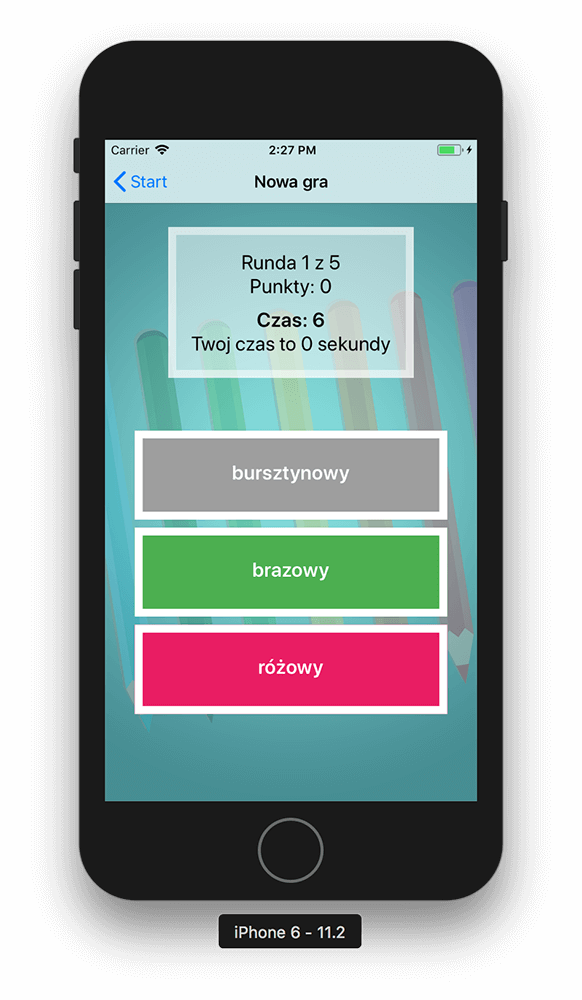 Carrier 2:27 PM
Start Nowa gra
Runda 1 z 5
Punkty: 0
Czas: 6
Twoj czas to 0 sekundy
bursztynowy
brazowy
różowy
iPhone 6 - 11.2